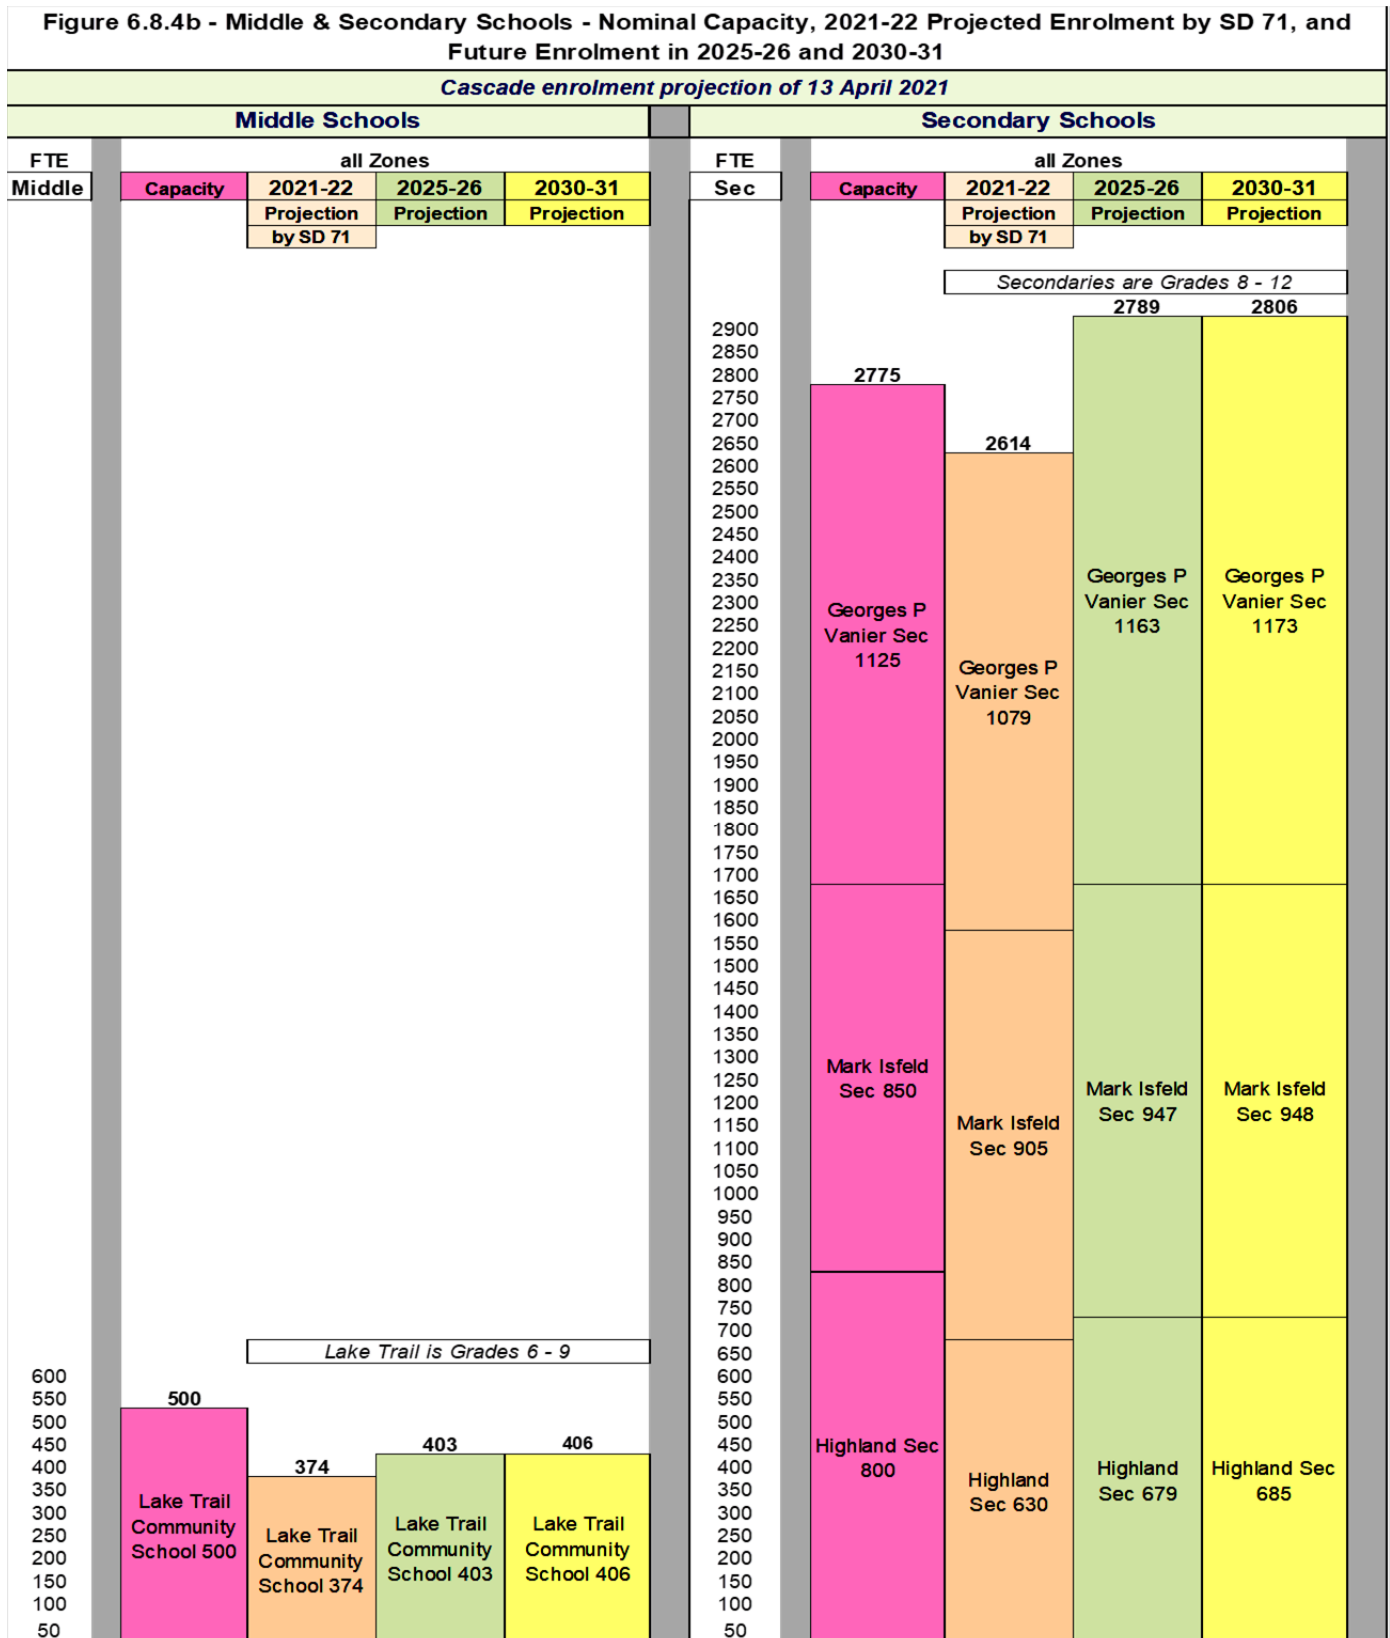 Figure 6.8.4b - Middle & Secondary Schools - Nominal Capacity, 2021-22 Projected Enrolment by SD 71, and
Future Enrolment in 2025-26 and 2030-31
Cascade enrolment projection of 13 April 2021
Middle Schools
Secondary Schools
FTE
Middle
all Zones
Capacity
2021-22
Projection
by SD 71
2025-26
Projection
2030-31
Projection
600
550
500
450
400
350
300
250
200
150
100
50
Lake Trail is Grades 6 - 9
500
Lake Trail
Community
School 500
374
Lake Trail
Community
School 374
403
Lake Trail
Community
School 403
406
Lake Trail
Community
School 406
FTE
Sec
all Zones
Capacity
2021-22
Projection
by SD 71
2025-26
Projection
2030-31
Projection
Secondaries are Grades 8 - 12
2900
2850
2800
2750
2700
2650
2600
2550
2500
2450
2400
2350
2300
2250
2200
2150
2100
2050
2000
1950
1900
1850
1800
1750
1700
1650
1600
1550
1500
1450
1400
1350
1300
1250
1200
1150
1100
1050
1000
950
900
850
800
750
700
650
600
550
500
450
400
350
300
250
200
150
100
50
2775
Georges P
Vanier Sec
1125
Mark Isfeld
Sec 850
Highland Sec
800
2614
Georges P
Vanier Sec
1079
Mark Isfeld
Sec 905
Highland
Sec 630
2789
Georges P
Vanier Sec
1163
Mark Isfeld
Sec 947
Highland
Sec 679
2806
Georges P
Vanier Sec
1173
Mark Isfeld
Sec 948
Highland Sec
685